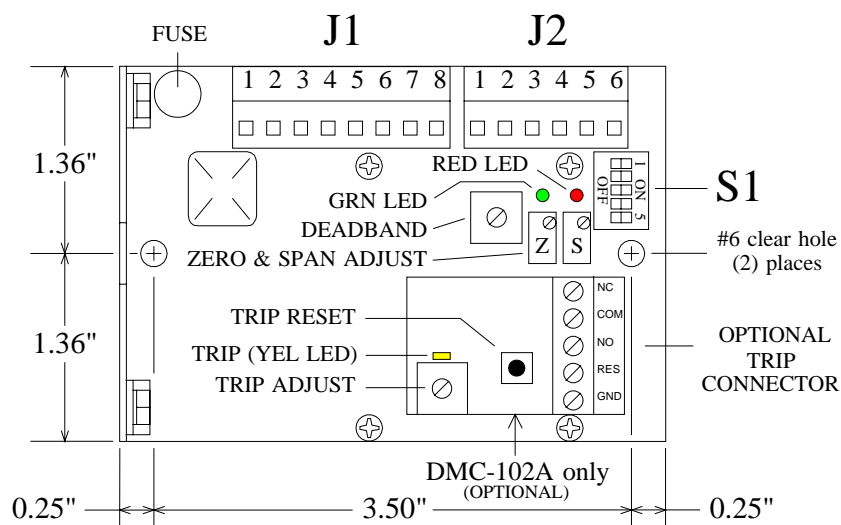 J1
J2
FUSE
1 2 3 4 5 6 7 8
1 2 3 4 5 6
1.36"
RED LED
1 ON 5
OFF
S1
GRN LED
DEADBAND
Z
S
ZERO & SPAN ADJUST
#6 clear hole
(2) places
NC
COM
NO
RES
GND
TRIP RESET
TRIP (YEL LED)
TRIP ADJUST
1.36"
OPTIONAL
TRIP
CONNECTOR
DMC-102A only
(OPTIONAL)
0.25"
3.50"
0.25"